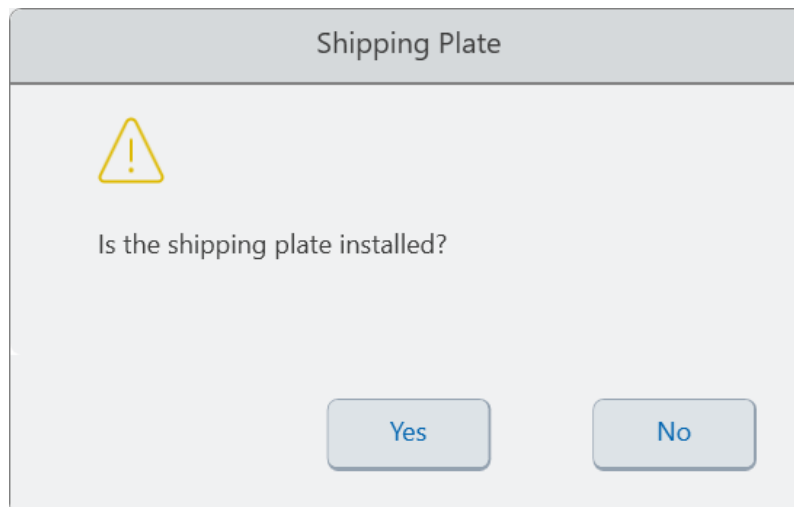 Shipping Plate
Is the shipping plate installed?
Yes
No